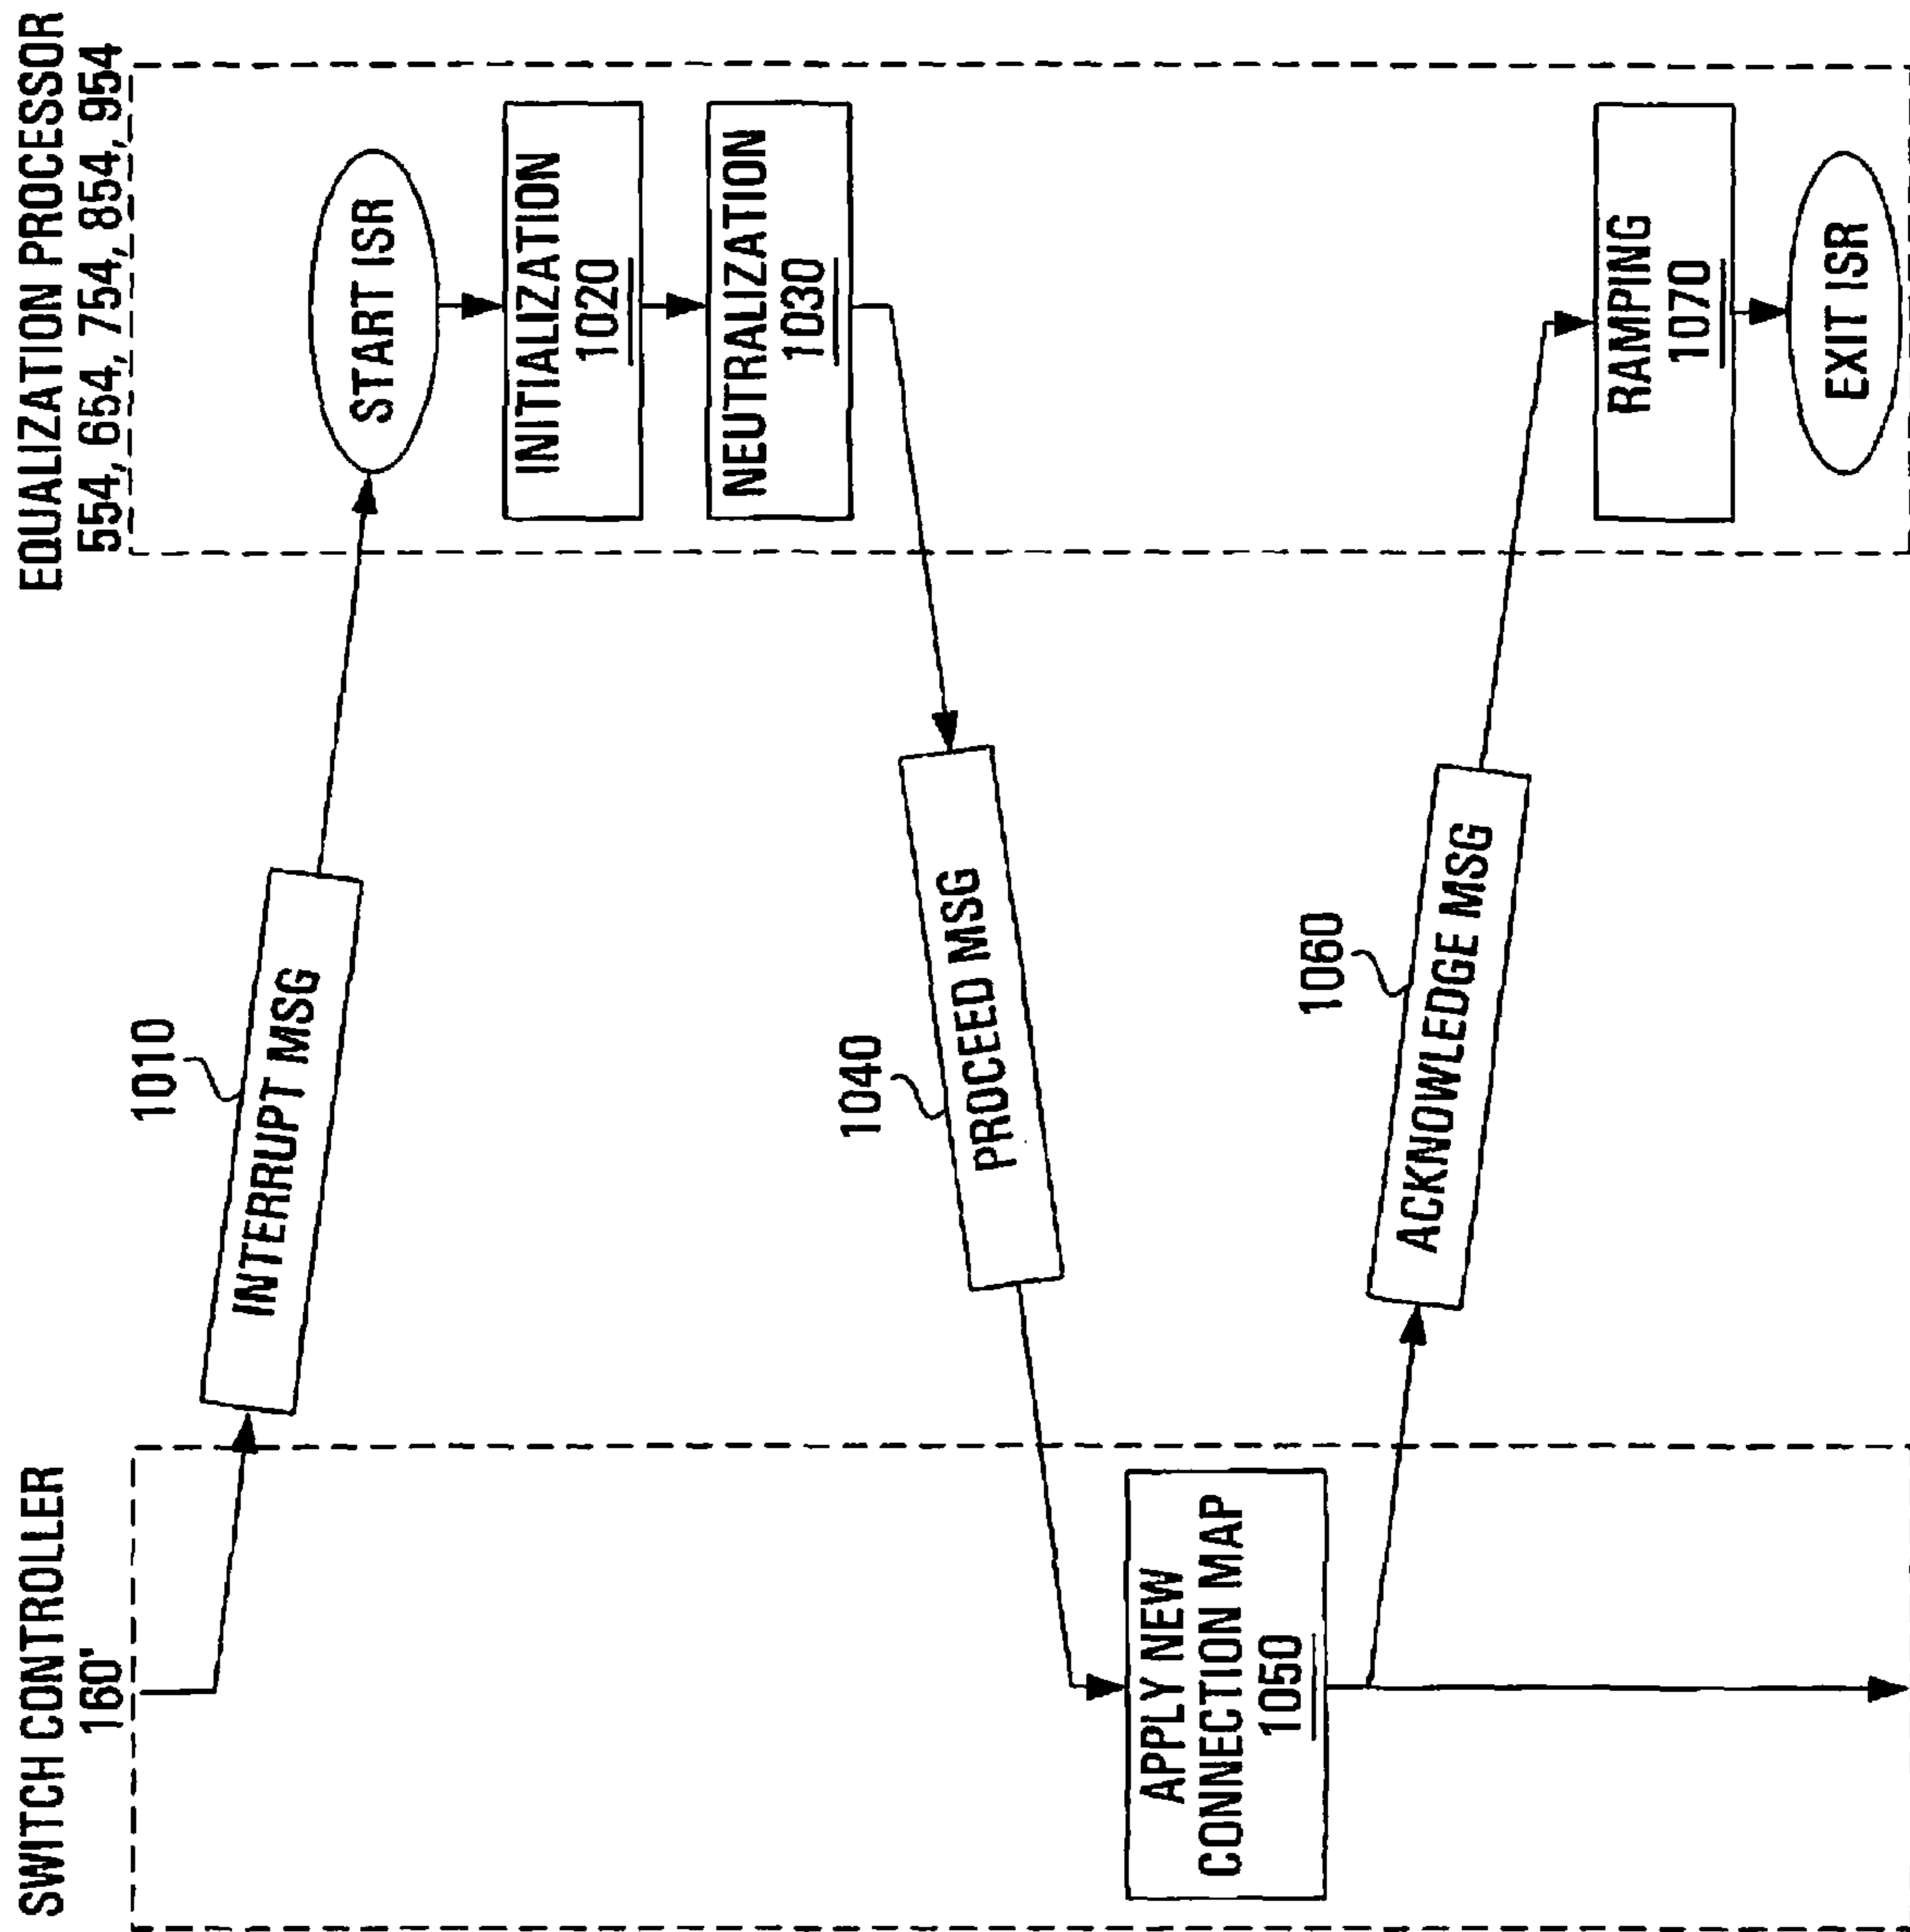 SWITCH CONTROLLER
160'
EQUALIZATION PROCESSOR
554, 654, 754, 854, 954
1010
INTERRUPT MSG
START ISR
INITIALIZATION
1020
NEUTRALIZATION
1030
1040
PROCEED MSG
APPLY NEW
CONNECTION MAP
1050
1060
ACKNOWLEDGE MSG
RAMPING
1070
EXIT ISR